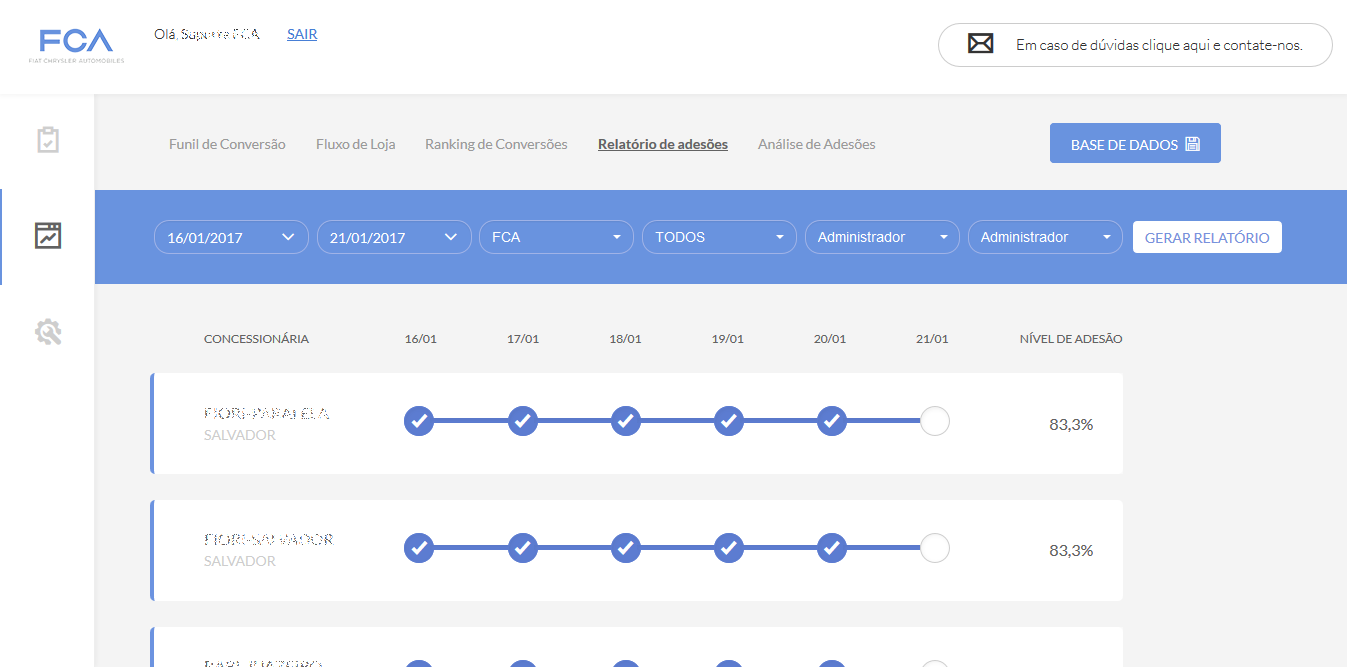 FCA
FIAT CHRYSLER AUTOMOBILES
Olá, Suporte FCA SAIR
Em caso de dúvidas clique aqui e contate-nos.
Funil de Conversão Fluxo de Loja Ranking de Conversões Relatório de adesões Análise de Adesões BASE DE DADOS
16/01/2017 21/01/2017 FCA TODOS Administrador Administrador GERAR RELATÓRIO
CONCESSIONÁRIA 16/01 17/01 18/01 19/01 20/01 21/01 NÍVEL DE ADESÃO
FIORI-PARALELA
SALVADOR
83,3%
FIORI-SALVADOR
SALVADOR
83,3%